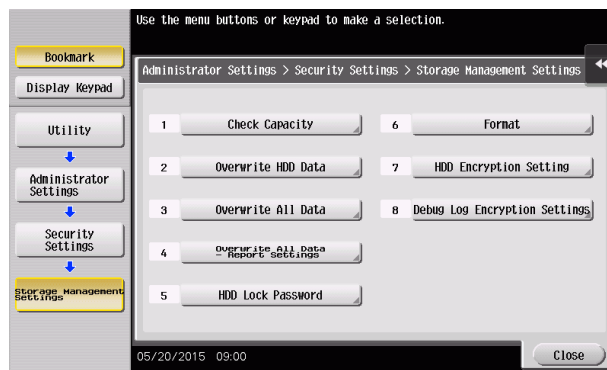 Use the menu buttons or keypad to make a selection.
Bookmark
Display Keypad
Utility
Administrator
Settings
Security
Settings
Storage Management
Settings
Administrator Settings > Security Settings > Storage Management Settings
1 Check Capacity
2 Overwrite HDD Data
3 Overwrite All Data
4 Overwrite All Data
- Report Settings
5 HDD Lock Password
6 Format
7 HDD Encryption Setting
8 Debug Log Encryption Settings
05/20/2015 09:00
Close